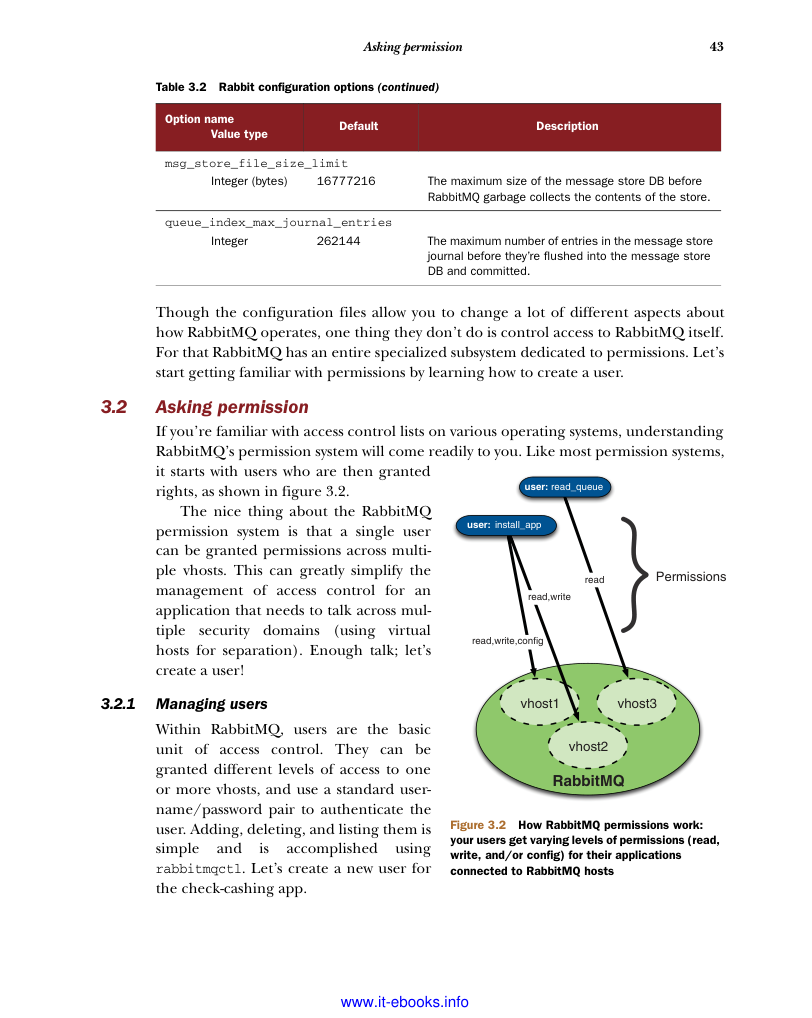 Asking permission 43
Table 3.2 Rabbit configuration options (continued)
Option name
Value type
Default
Description
msg_store_file_size_limit
Integer (bytes) 16777216 The maximum size of the message store DB before
RabbitMQ garbage collects the contents of the store.
queue_index_max_journal_entries
Integer 262144 The maximum number of entries in the message store
journal before they're flushed into the message store
DB and committed.
Though the configuration files allow you to change a lot of different aspects about
how RabbitMQ operates, one thing they don't do is control access to RabbitMQ itself.
For that RabbitMQ has an entire specialized subsystem dedicated to permissions. Let's
start getting familiar with permissions by learning how to create a user.
3.2 Asking permission
If you're familiar with access control lists on various operating systems, understanding
RabbitMQ's permission system will come readily to you. Like most permission systems,
it starts with users who are then granted
rights, as shown in figure 3.2.
The nice thing about the RabbitMQ
permission system is that a single user
can be granted permissions across multi-
ple vhosts. This can greatly simplify the
management of access control for an
application that needs to talk across mul-
tiple security domains (using virtual
hosts for separation). Enough talk; let's
create a user!
3.2.1 Managing users
Within RabbitMQ, users are the basic
unit of access control. They can be
granted different levels of access to one
or more vhosts, and use a standard user-
name/password pair to authenticate the
user. Adding, deleting, and listing them is
simple and is accomplished using
rabbitmqctl. Let's create a new user for
the check-cashing app.
user: read_queue
user: install_app
read
Permissions
read,write
read,write,config
vhost1
vhost3
vhost2
RabbitMQ
Figure 3.2 How RabbitMQ permissions work:
your users get varying levels of permissions (read,
write, and/or config) for their applications
connected to RabbitMQ hosts
www.it-ebooks.info